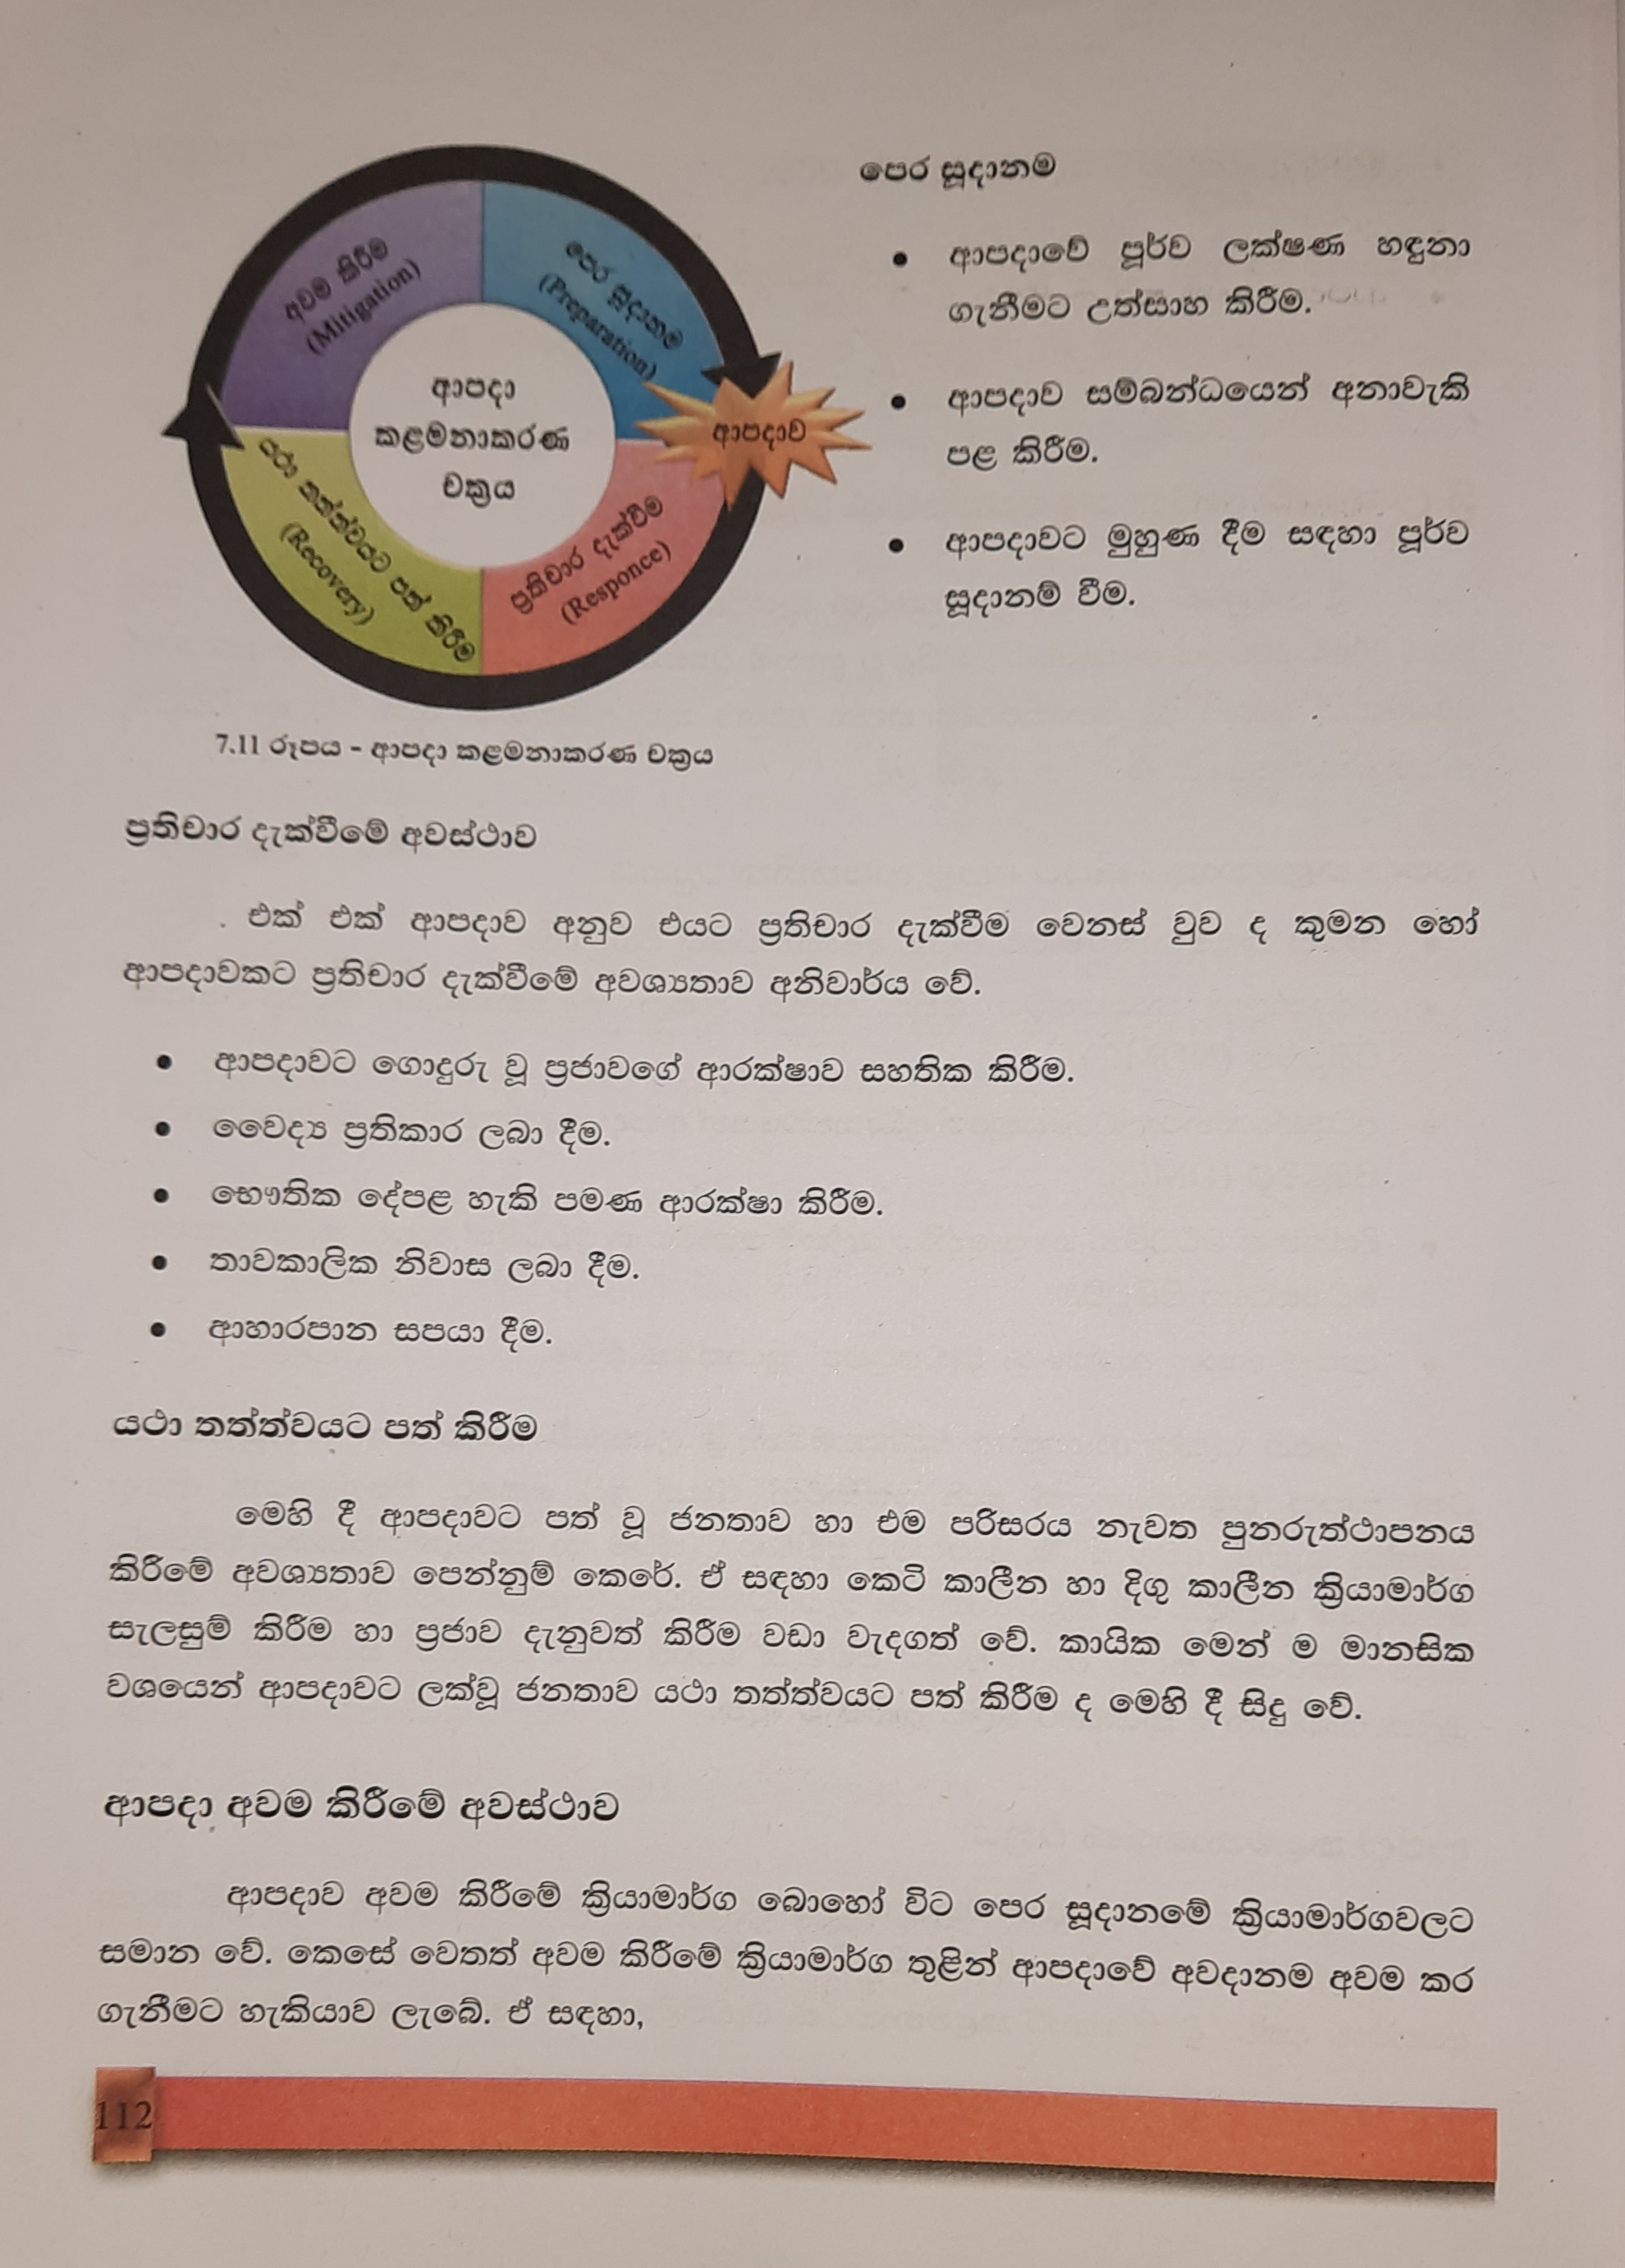 අවම කිරීම
(Mitigation)
පෙර සූදානම
(Preparation)
ආපදා
කළමනාකරණ
චක්‍රය
ආපදාව
යථා තත්ත්වයට පත් කිරීම
(Recovery)
ප්‍රතිචාර දැක්වීම
(Responce)
7.11 රූපය - ආපදා කළමනාකරණ චක්‍රය
පෙර සූදානම
● ආපදාවේ පූර්ව ලක්ෂණ හඳුනා
ගැනීමට උත්සාහ කිරීම.
● ආපදාව සම්බන්ධයෙන් අනාවැකි
පළ කිරීම.
● ආපදාවට මුහුණ දීම සඳහා පූර්ව
සූදානම් වීම.
ප්‍රතිචාර දැක්වීමේ අවස්ථාව
එක් එක් ආපදාව අනුව එයට ප්‍රතිචාර දැක්වීම වෙනස් වුව ද කුමන හෝ
ආපදාවකට ප්‍රතිචාර දැක්වීමේ අවශ්‍යතාව අනිවාර්ය වේ.
● ආපදාවට ගොදුරු වූ ප්‍රජාවගේ ආරක්ෂාව සහතික කිරීම.
● වෛද්‍ය ප්‍රතිකාර ලබා දීම.
● භෞතික දේපළ හැකි පමණ ආරක්ෂා කිරීම.
● තාවකාලික නිවාස ලබා දීම.
● ආහාරපාන සපයා දීම.
යථා තත්ත්වයට පත් කිරීම
මෙහි දී ආපදාවට පත් වූ ජනතාව හා එම පරිසරය නැවත පුනරුත්ථාපනය
කිරීමේ අවශ්‍යතාව පෙන්නුම් කෙරේ. ඒ සඳහා කෙටි කාලීන හා දිගු කාලීන ක්‍රියාමාර්ග
සැලසුම් කිරීම හා ප්‍රජාව දැනුවත් කිරීම වඩා වැදගත් වේ. කායික මෙන් ම මානසික
වශයෙන් ආපදාවට ලක්වූ ජනතාව යථා තත්ත්වයට පත් කිරීම ද මෙහි දී සිදු වේ.
ආපදා අවම කිරීමේ අවස්ථාව
ආපදාව අවම කිරීමේ ක්‍රියාමාර්ග බොහෝ විට පෙර සූදානමේ ක්‍රියාමාර්ගවලට
සමාන වේ. කෙසේ වෙතත් අවම කිරීමේ ක්‍රියාමාර්ග තුළින් ආපදාවේ අවදානම අවම කර
ගැනීමට හැකියාව ලැබේ. ඒ සඳහා,
112